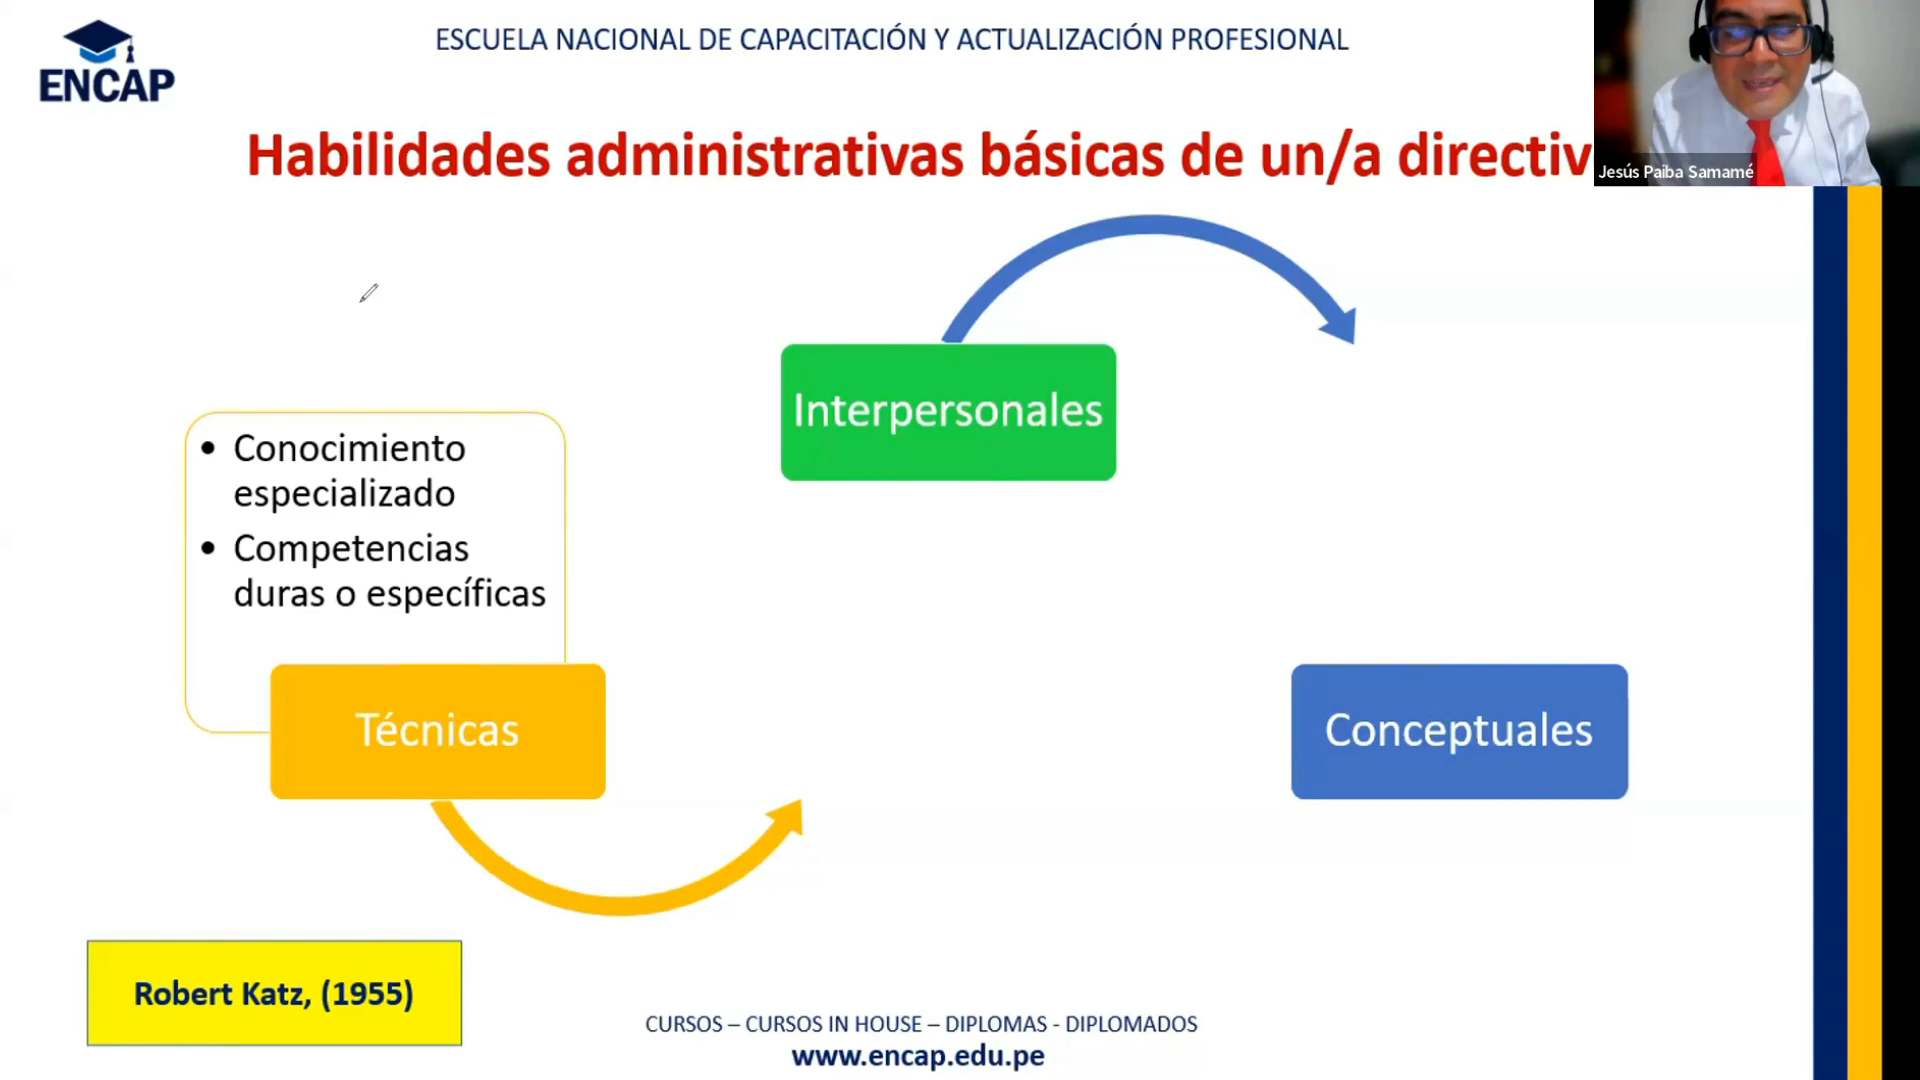 ENCAP
ESCUELA NACIONAL DE CAPACITACIÓN Y ACTUALIZACIÓN PROFESIONAL
Jesús Paiba Samamé
Habilidades administrativas básicas de un/a directiv
Interpersonales
• Conocimiento
especializado
• Competencias
duras o específicas
Técnicas
Conceptuales
Robert Katz, (1955)
CURSOS – CURSOS IN HOUSE – DIPLOMAS - DIPLOMADOS
www.encap.edu.pe